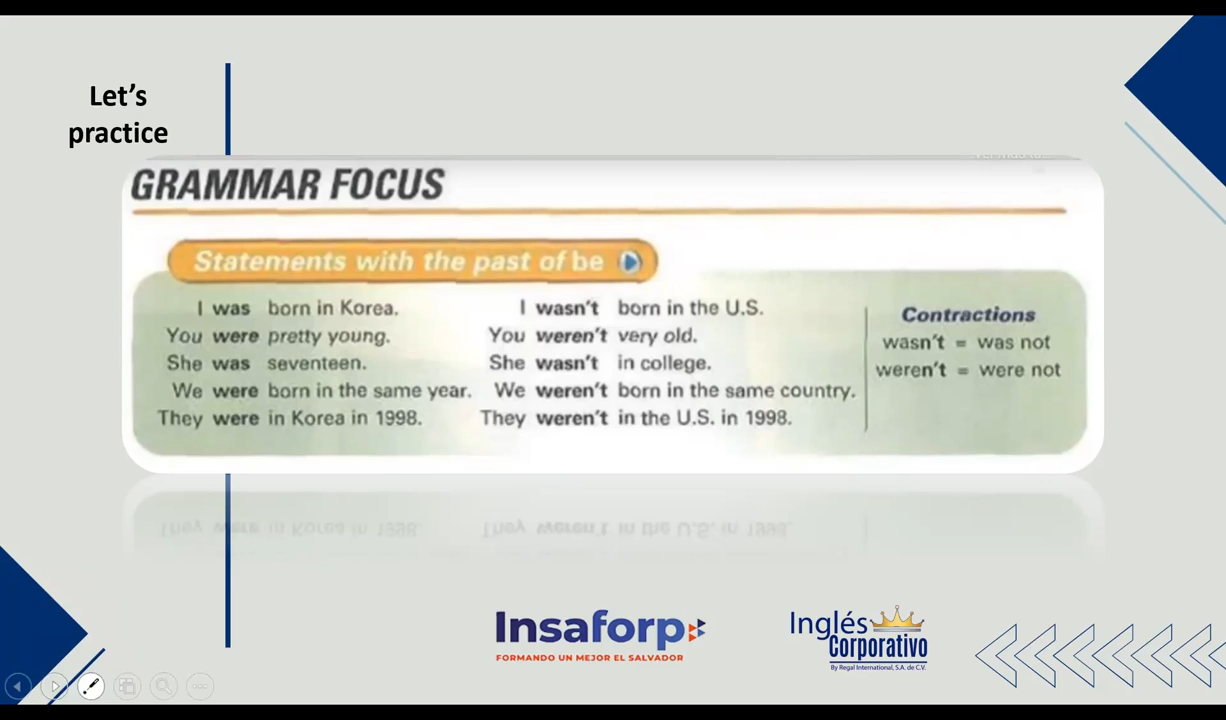 Let's
practice
GRAMMAR FOCUS
Statements with the past of be
I was born in Korea.
You were pretty young.
She was seventeen.
We were born in the same year.
They were in Korea in 1998.
I wasn't born in the U.S.
You weren't very old.
She wasn't in college.
We weren't born in the same country.
They weren't in the U.S. in 1998.
Contractions
wasn't = was not
weren't = were not
Insaforp
FORMANDO UN MEJOR EL SALVADOR
Inglés
Corporativo
By Regal International, S.A. de C.V.